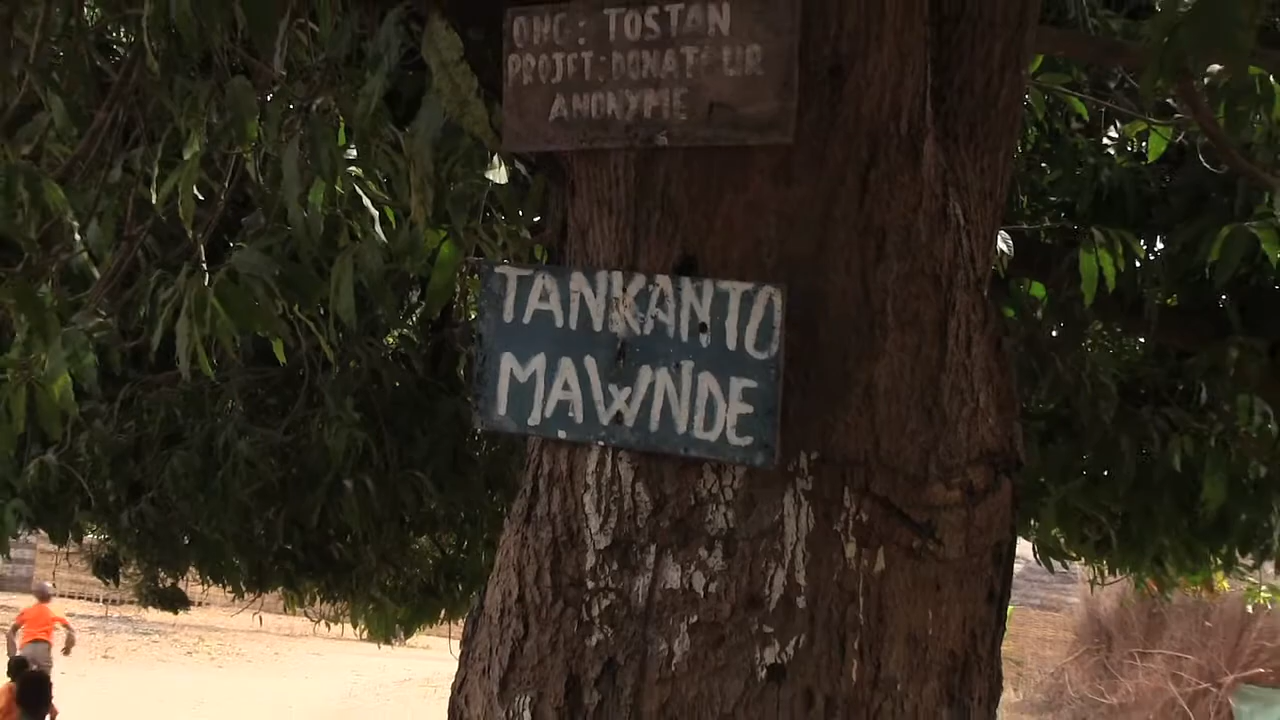 ONG: TOSTAN
PROJET: DONATEUR
ANONYME
TANKANTO
MAWNDE